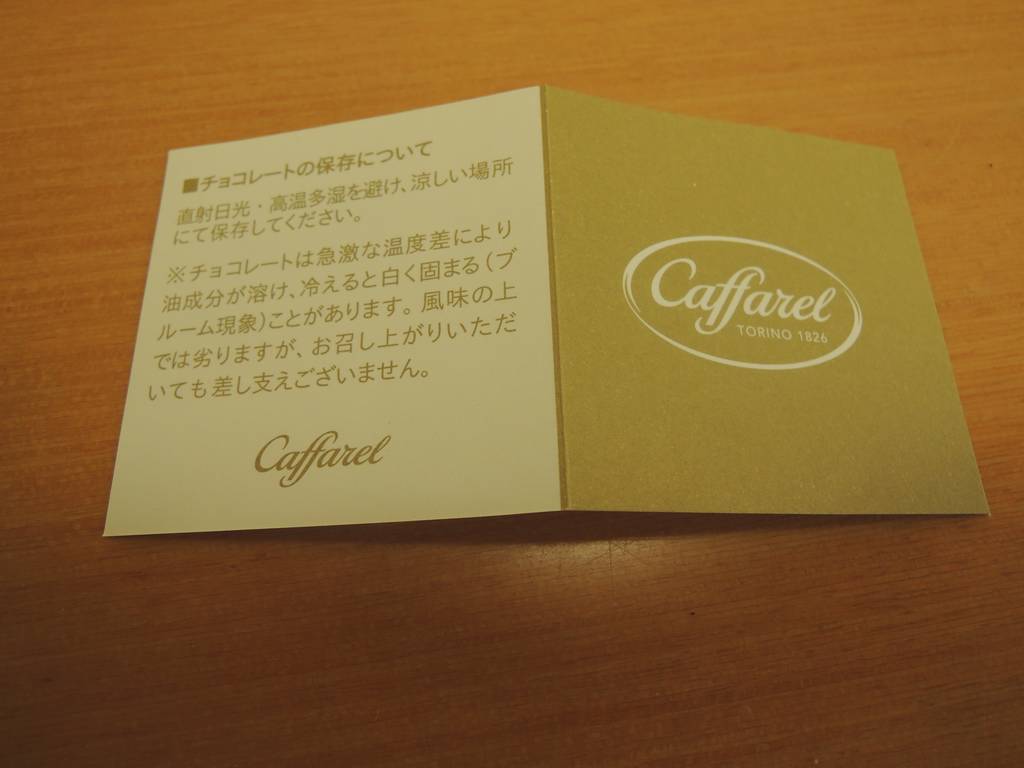 ■チョコレートの保存について
直射日光・高温多湿を避け、涼しい場所
にて保存してください。
※チョコレートは急激な温度差により
油成分が溶け、冷えると白く固まる(ブ
ルーム現象)ことがあります。風味の上
では劣りますが、お召し上がりいただ
いても差し支えございません。
Caffarel
Caffarel
TORINO 1826